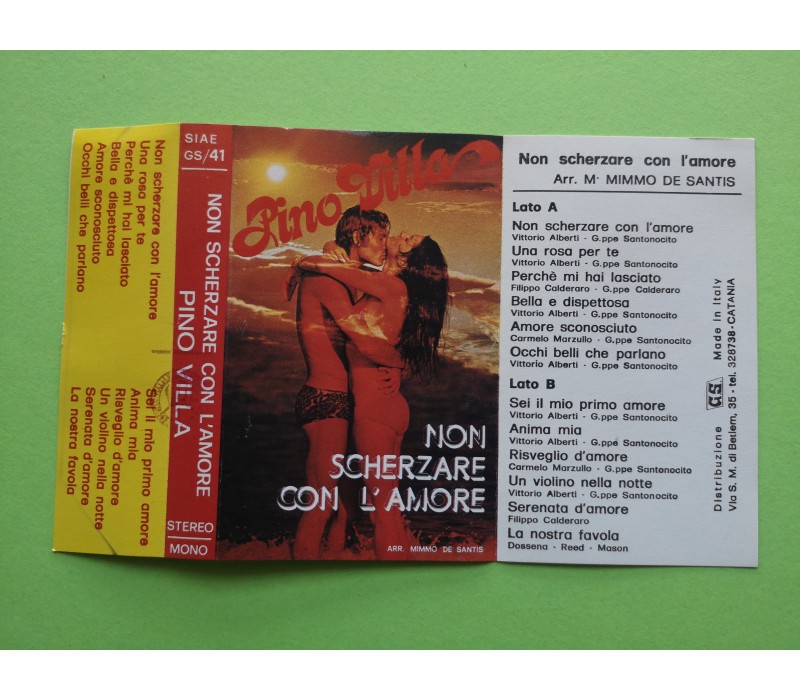 Non scherzare con l'amore
Una rosa per te
Perchè mi hai lasciato
Bella e dispettosa
Amore sconosciuto
Occhi belli che parlano
Sei il mio primo amore
Anima mia
Risveglio d'amore
Un violino nella notte
Serenata d'amore
La nostra favola
SIAE
GS/41
NON SCHERZARE CON L'AMORE
PINO VILLA
STEREO
MONO
Pino Villa
NON
SCHERZARE
CON L'AMORE
ARR. MIMMO DE SANTIS
Non scherzare con l'amore
Arr. M° MIMMO DE SANTIS
Lato A
Non scherzare con l'amore
Vittorio Alberti - G.ppe Santonocito
Una rosa per te
Vittorio Alberti - G.ppe Santonocito
Perchè mi hai lasciato
Filippo Calderaro - G.ppe Calderaro
Bella e dispettosa
Vittorio Alberti - G.ppe Santonocito
Amore sconosciuto
Carmelo Marzullo - G.ppe Santonocito
Occhi belli che parlano
Vittorio Alberti - G.ppe Santonocito
Lato B
Sei il mio primo amore
Vittorio Alberti - G.ppe Santonocito
Anima mia
Vittorio Alberti - G.ppe Santonocito
Risveglio d'amore
Carmelo Marzullo - G.ppe Santonocito
Un violino nella notte
Vittorio Alberti - G.ppe Santonocito
Serenata d'amore
Filippo Calderaro
La nostra favola
Dossena - Reed - Mason
Distribuzione GS. Made in Italy
Via S. M. di Betlem, 35 - tel. 328738 - CATANIA